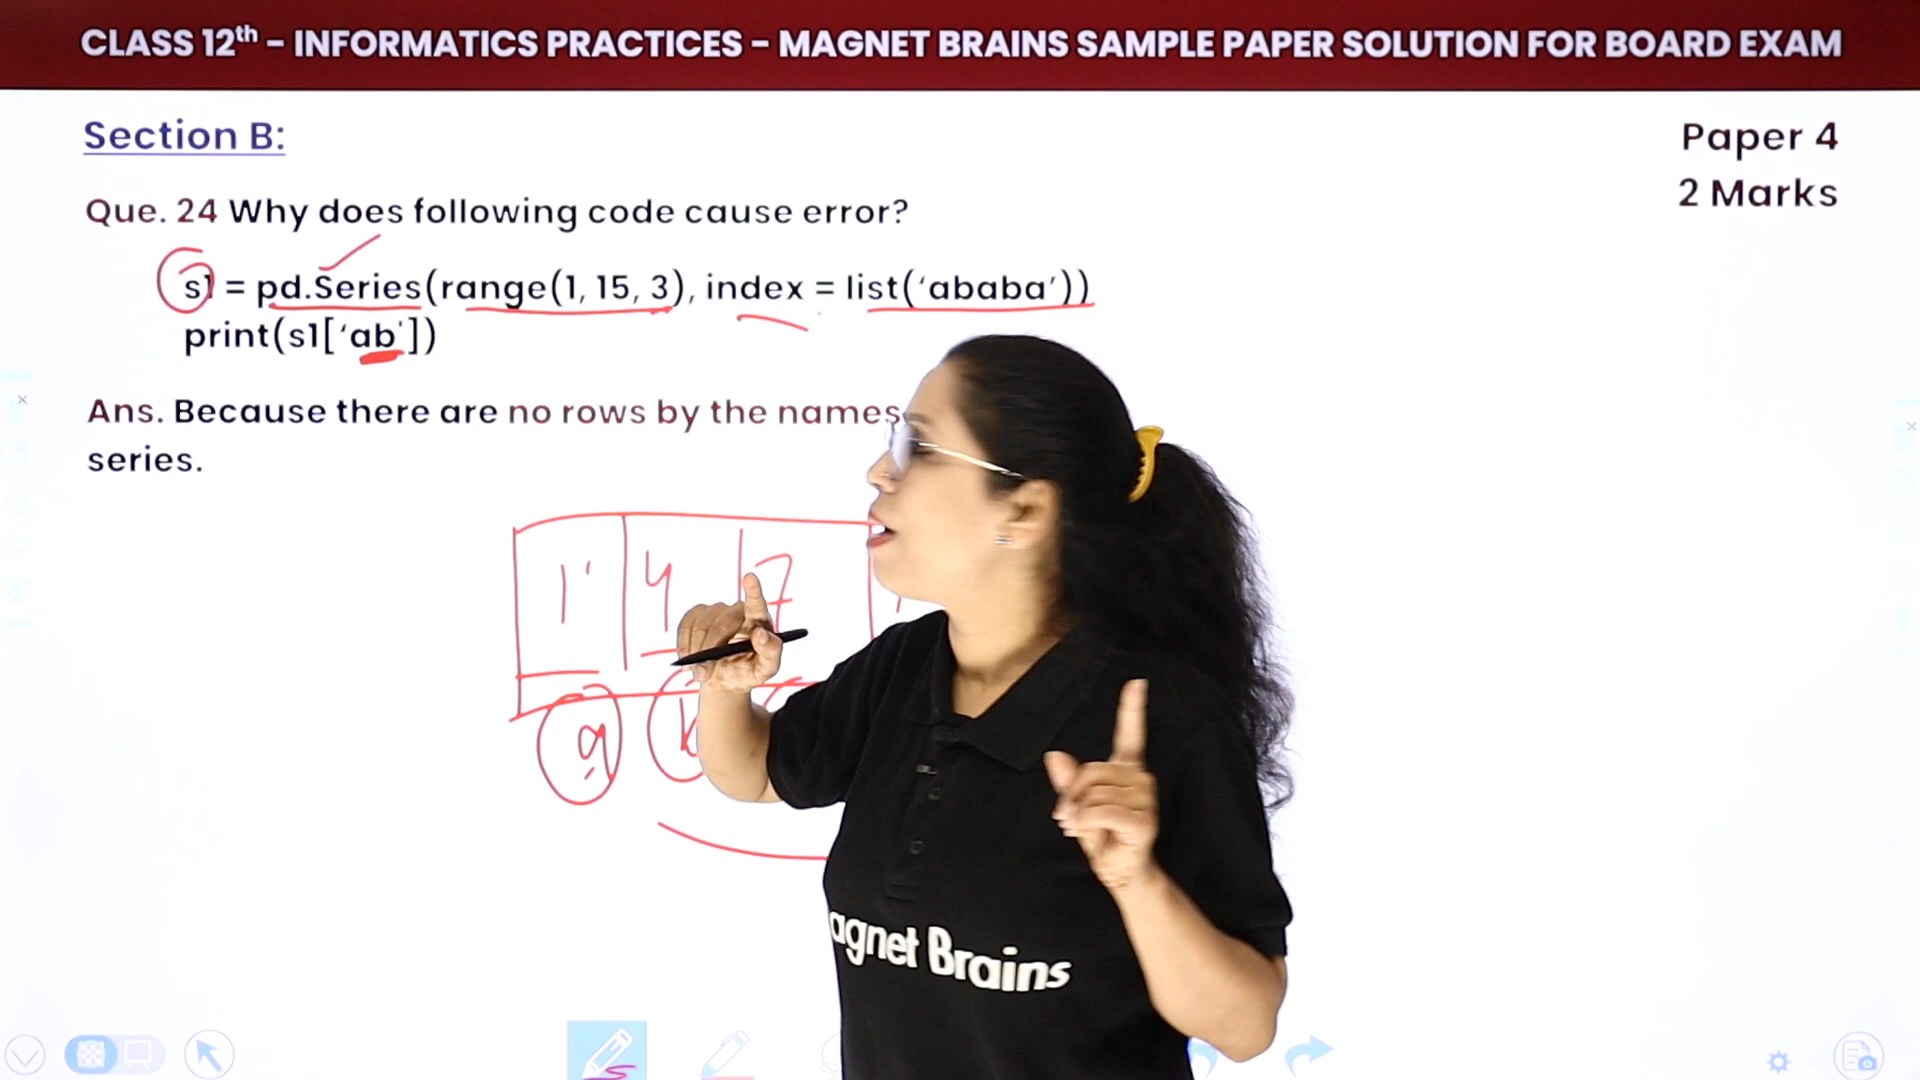 CLASS 12th - INFORMATICS PRACTICES - MAGNET BRAINS SAMPLE PAPER SOLUTION FOR BOARD EXAM
Section B:
Paper 4
2 Marks
Que. 24 Why does following code cause error?
s1 = pd.Series(range(1, 15, 3), index = list(‘ababa’))
print(s1[‘ab'])
Ans. Because there are no rows by the names
series.
1 4 7
a b
agnet Brains